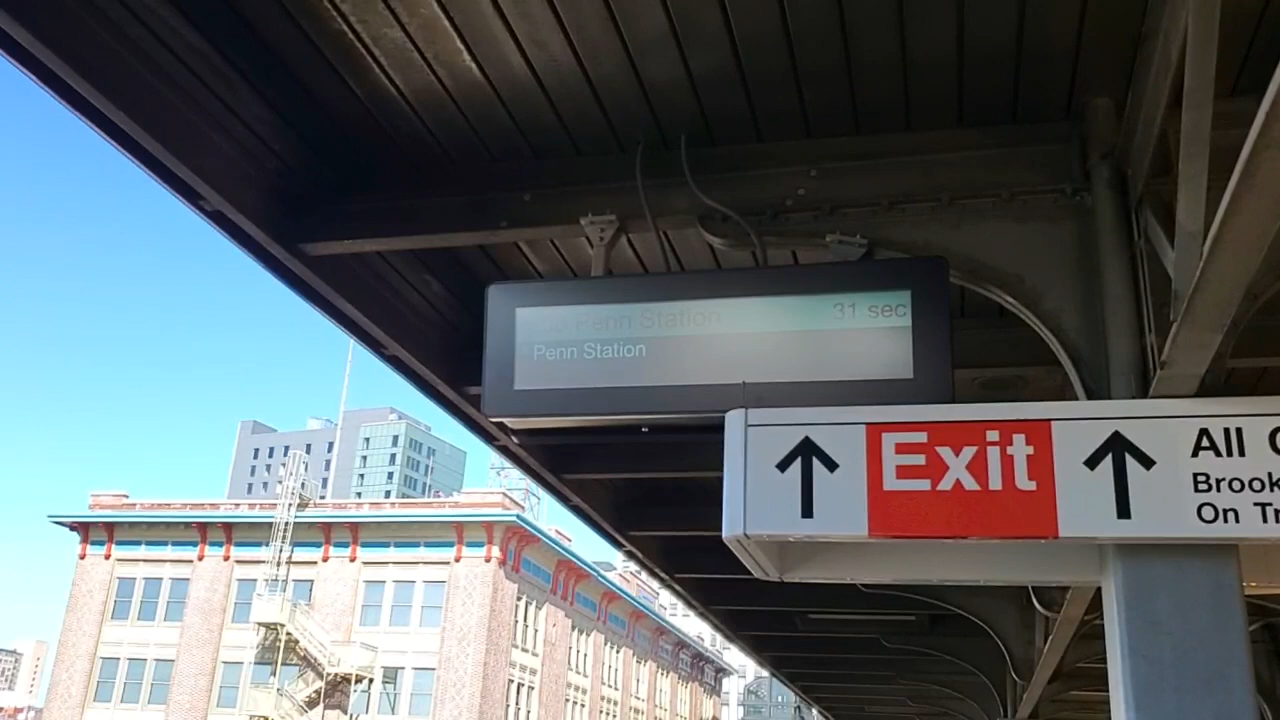 Penn Station 31 sec
Penn Station
Exit
All
Brook
On Tr